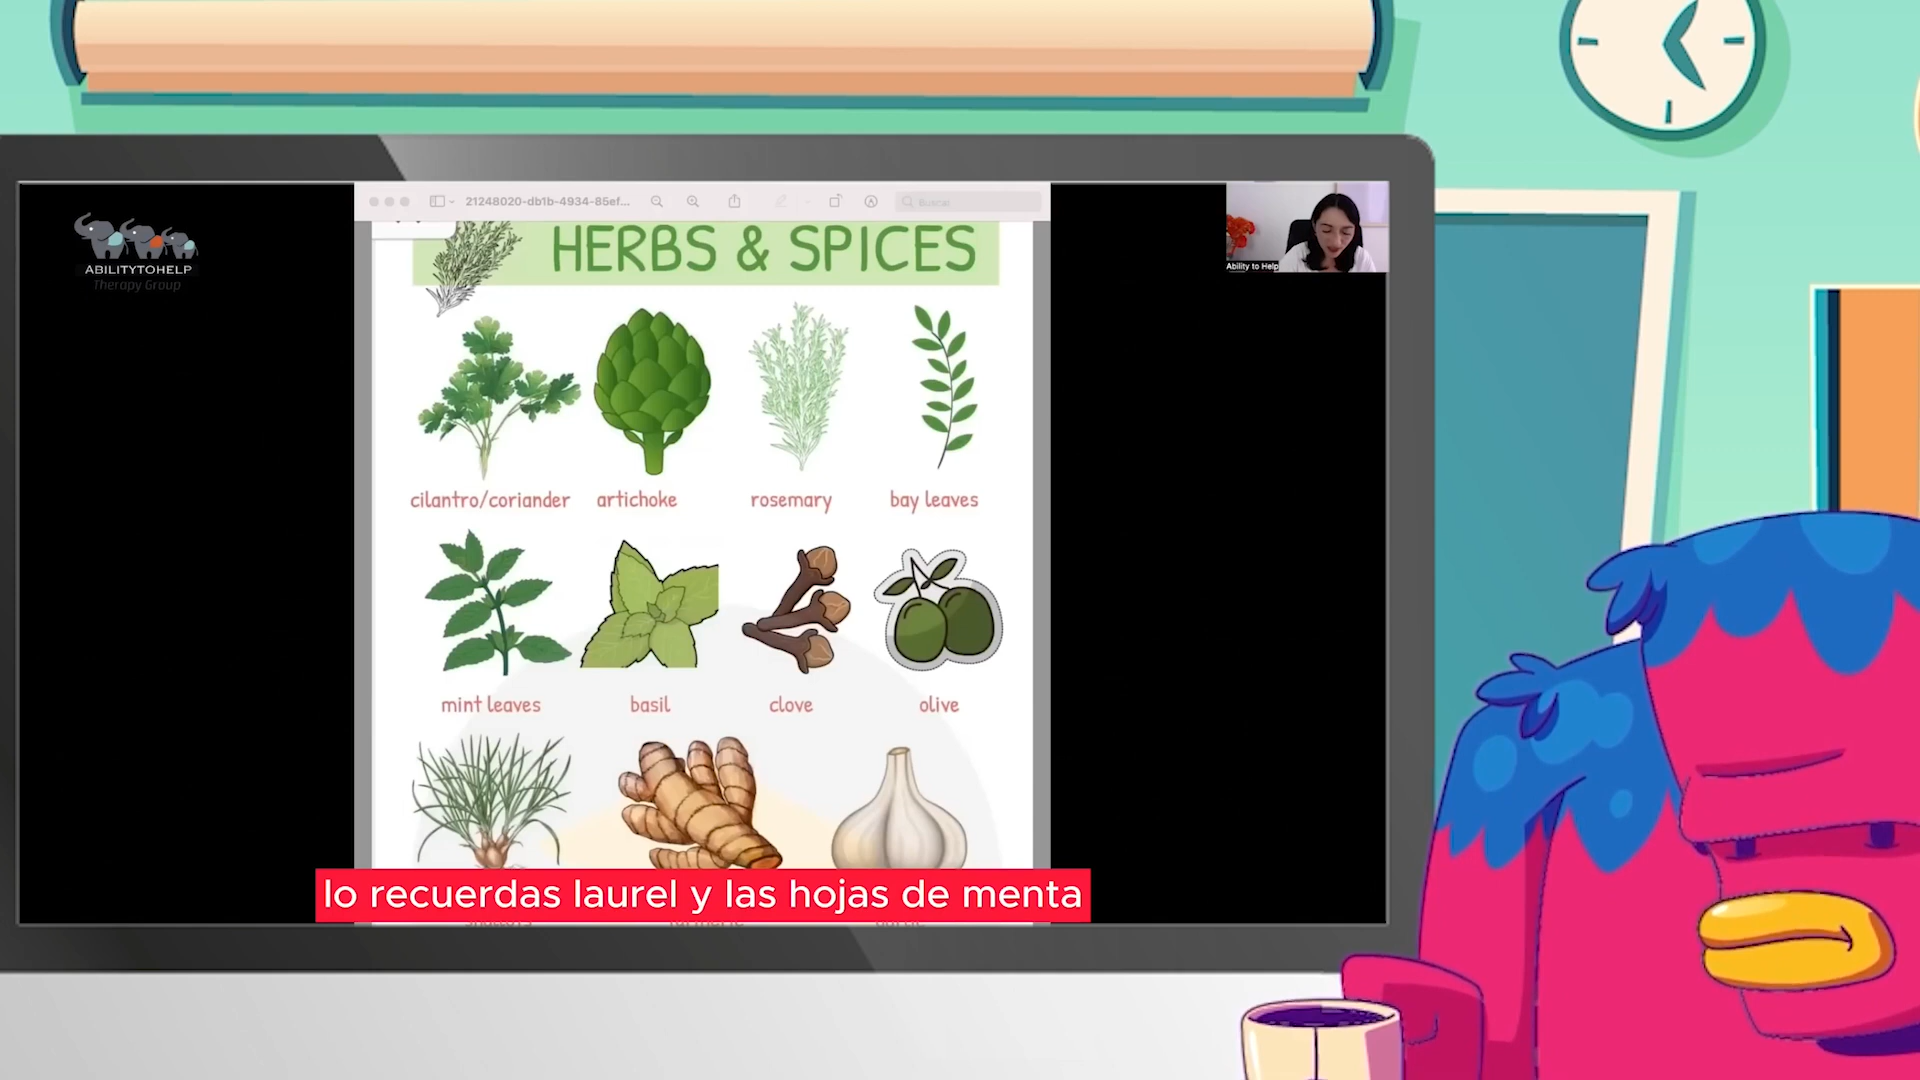 21248020-db1b-4934-85ef...
Buscar
ABILITYTOHELP
Therapy Group
Ability to Help
HERBS & SPICES
cilantro/coriander artichoke rosemary bay leaves
mint leaves basil clove olive
lo recuerdas laurel y las hojas de menta